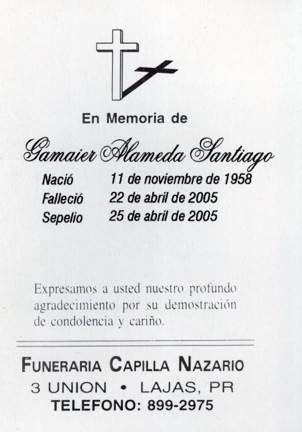 En Memoria de
Gamaier Alameda Santiago
Nació 11 de noviembre de 1958
Falleció 22 de abril de 2005
Sepelio 25 de abril de 2005
Expresamos a usted nuestro profundo
agradecimiento por su demostración
de condolencia y cariño.
FUNERARIA CAPILLA NAZARIO
3 UNION • LAJAS, PR
TELEFONO: 899-2975